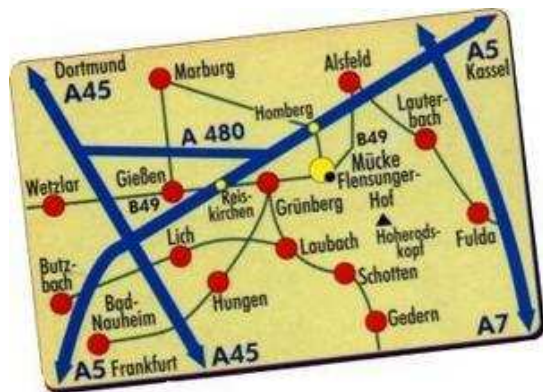 Dortmund
A45
Marburg
Alsfeld
A5
Kassel
Homberg
Lauter-
bach
A 480
B49
Mücke
Flensunger-
Hof
Wetzlar
Gießen
B49
Reis-
kirchen
Grünberg
Hoherods-
kopf
Fulda
Lich
Laubach
Butz-
bach
Schotten
Bad-
Nauheim
Hungen
Gedern
A7
A5
Frankfurt
A45